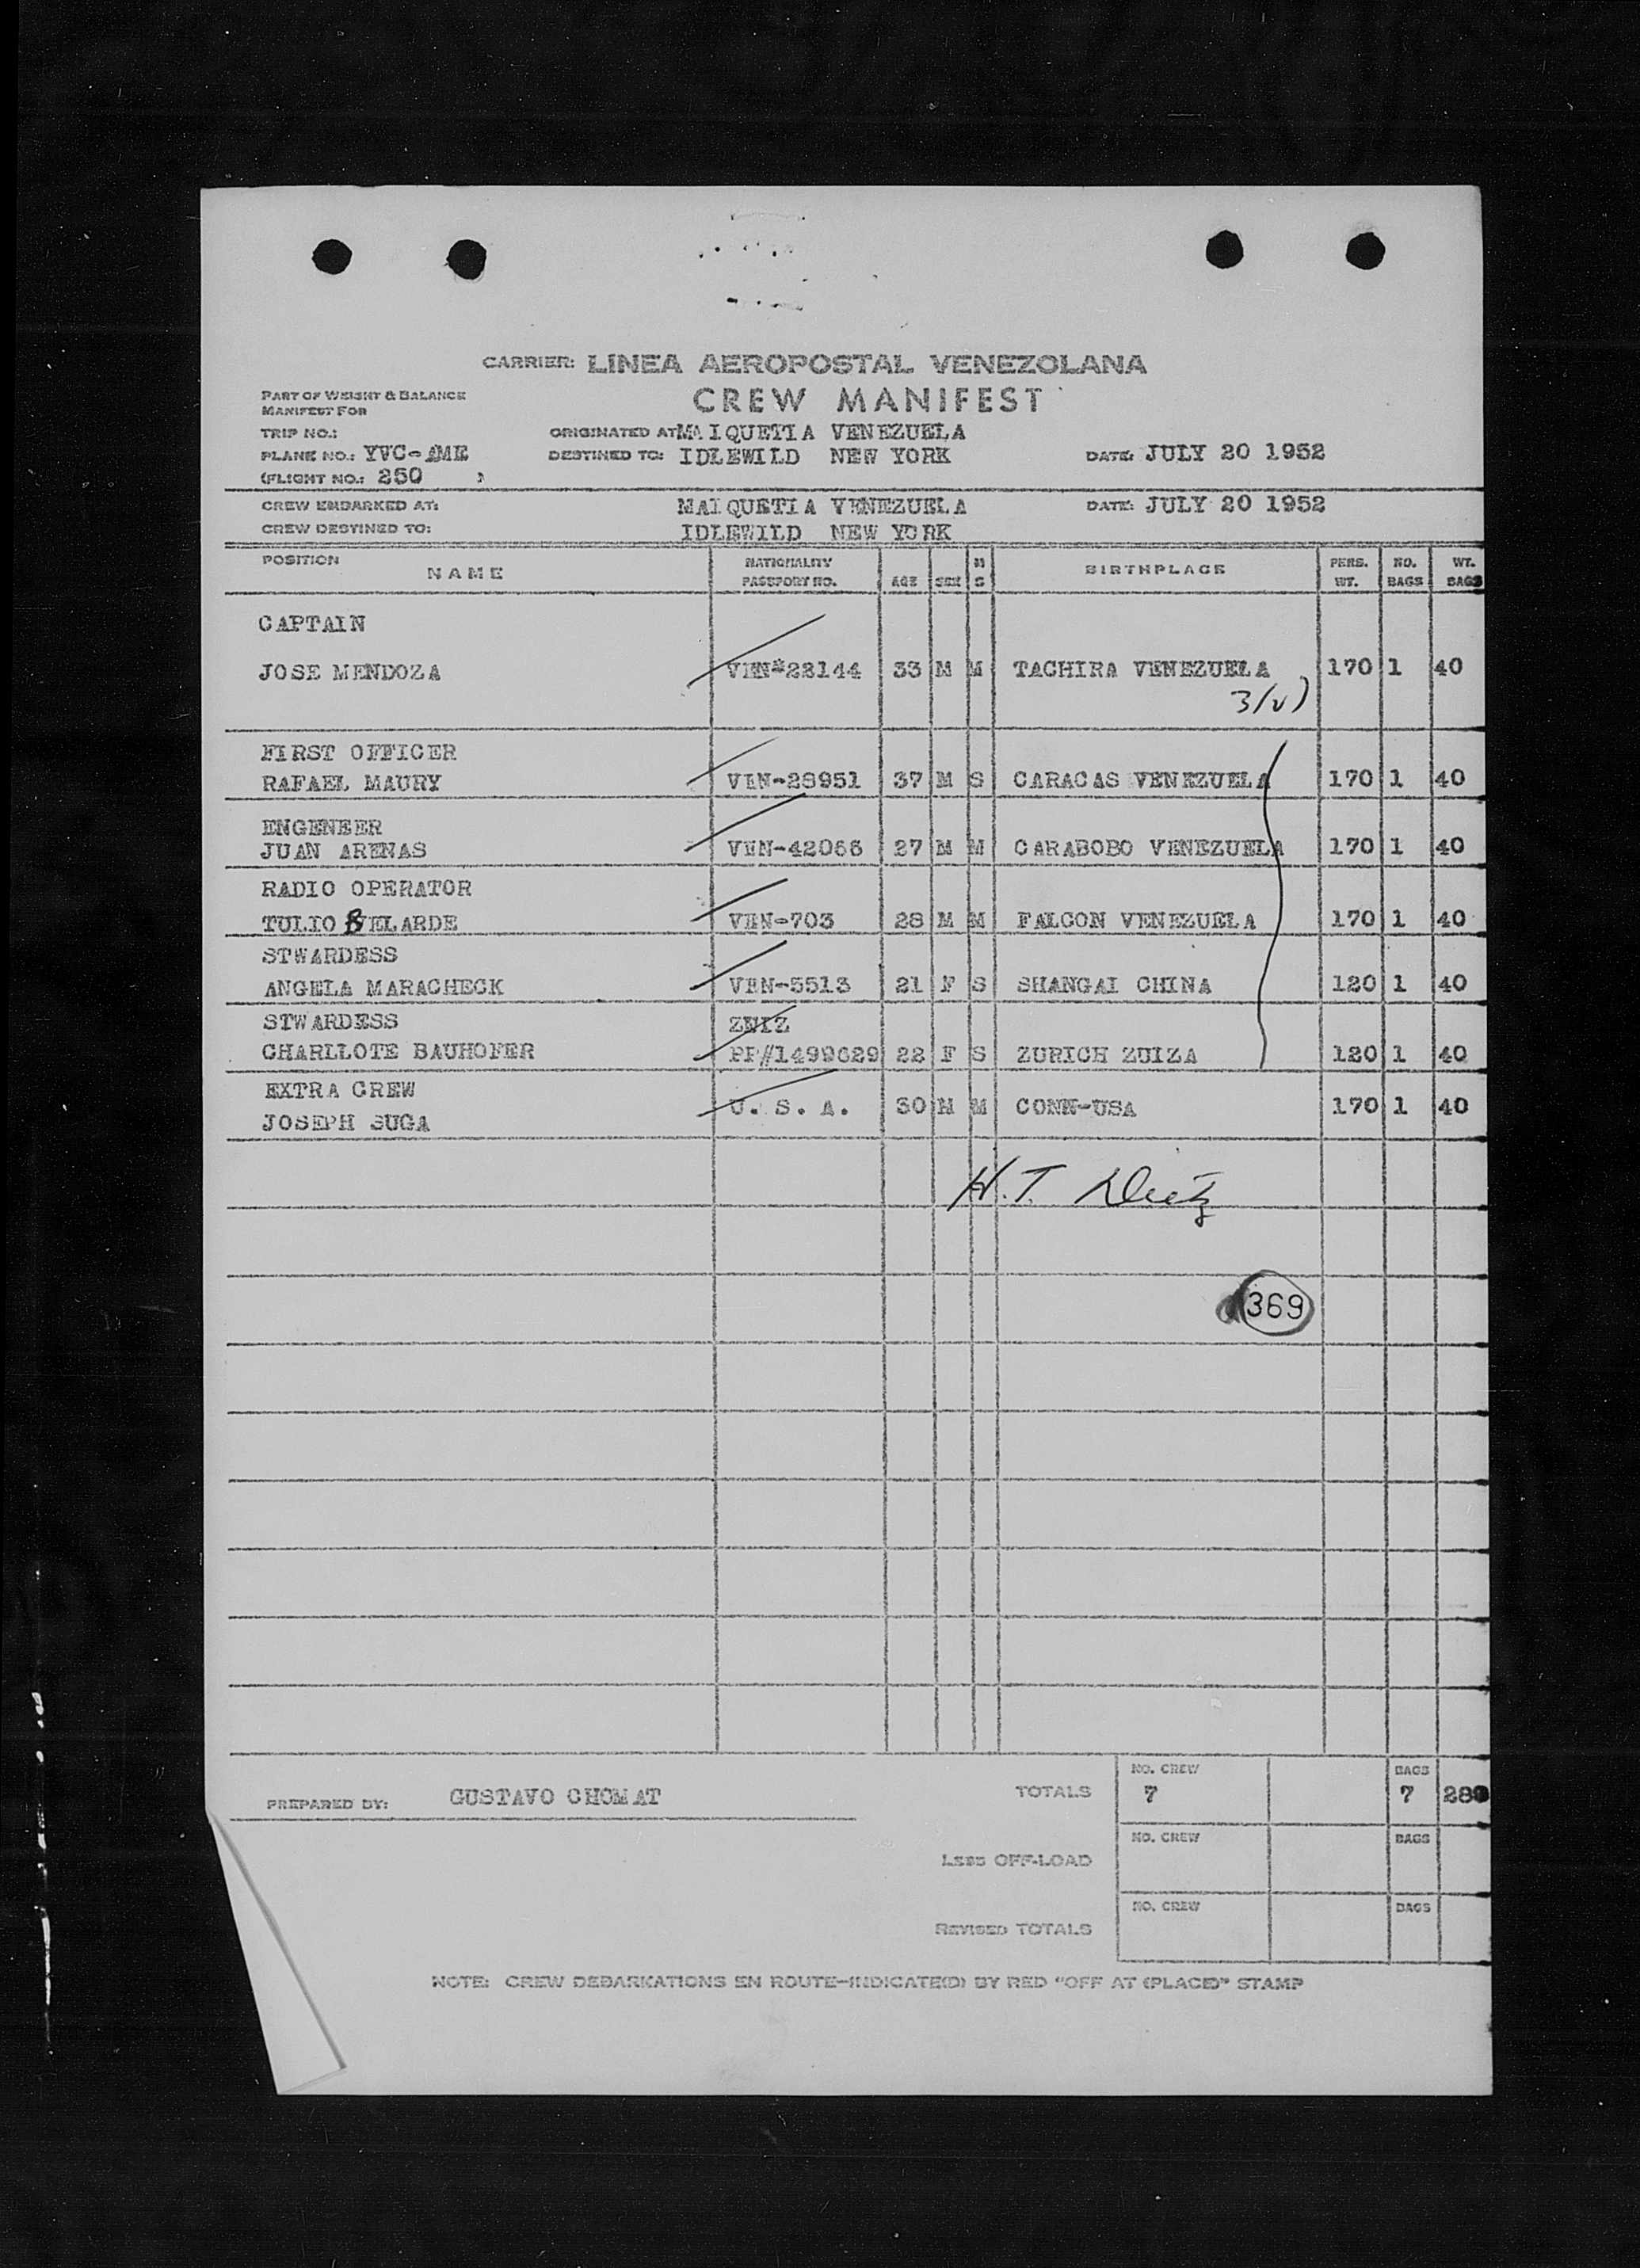 CARRIER: LINEA AEROPOSTAL VENEZOLANA
PART OF WEIGHT & BALANCE
MANIFEST FOR
CREW MANIFEST
TRIP NO.:
ORIGINATED AT MAIQUETIA VENEZUELA
PLANE NO.: YVC-AME
DESTINED TO: IDLEWILD NEW YORK
DATE: JULY 20 1952
(FLIGHT NO.: 250 )
CREW EMBARKED AT: MAIQUETIA VENEZUELA DATE: JULY 20 1952
CREW DESTINED TO: IDLEWILD NEW YORK
POSITION NAME NATIONALITY PASSPORT NO. AGE SEX M S BIRTHPLACE PERS. WT. NO. BAGS WT. BAGS
CAPTAIN
JOSE MENDOZA VEN*28144 33 M M TACHIRA VENEZUELA 170 1 40
FIRST OFFICER
RAFAEL MAURY VEN-28951 37 M S CARACAS VENEZUELA 170 1 40
ENGENEER
JUAN ARENAS VEN-42066 27 M M CARABOBO VENEZUELA 170 1 40
RADIO OPERATOR
TULIO BELARDE VEN-703 28 M M FALCON VENEZUELA 170 1 40
STWARDESS
ANGELA MARACHECK VEN-5513 21 F S SHANGAI CHINA 120 1 40
STWARDESS ZUIZ
CHARLLOTE BAUHOFER PP#1499629 22 F S ZURICH ZUIZA 120 1 40
EXTRA CREW
JOSEPH SUGA U.S.A. 30 M M CONN-USA 170 1 40
H.T. Dietz
369
PREPARED BY: GUSTAVO CHOMAT
TOTALS NO. CREW 7 BAGS 7 280
LESS OFF-LOAD NO. CREW BAGS
REVISED TOTALS NO. CREW BAGS
NOTE: CREW DEBARKATIONS EN ROUTE-INDICATE(D) BY RED "OFF AT (PLACE)" STAMP